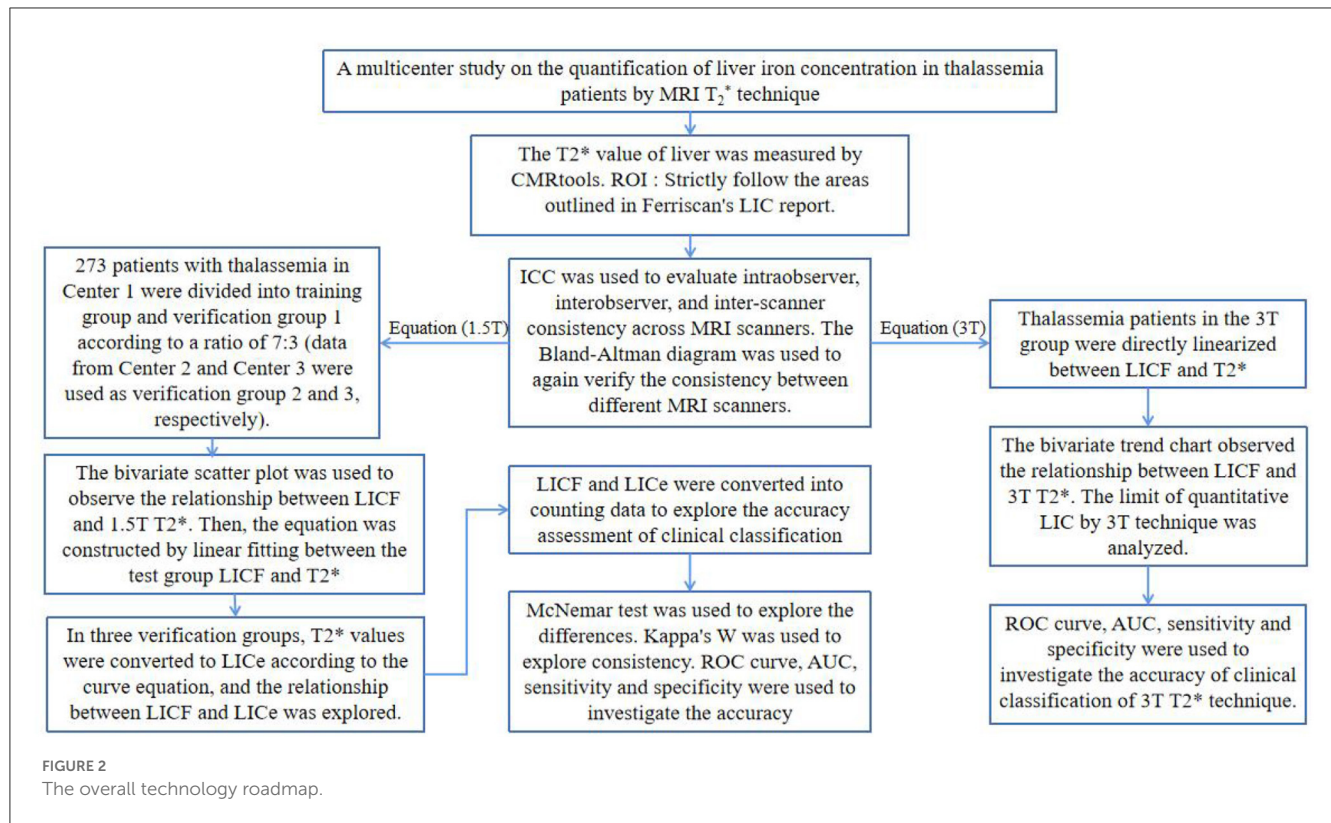 A multicenter study on the quantification of liver iron concentration in thalassemia
patients by MRI T₂* technique
The T2* value of liver was measured by
CMRtools. ROI : Strictly follow the areas
outlined in Ferriscan's LIC report.
273 patients with thalassemia in
Center 1 were divided into training
group and verification group 1
according to a ratio of 7:3 (data
from Center 2 and Center 3 were
used as verification group 2 and 3,
respectively).
Equation (1.5T)
ICC was used to evaluate intraobserver,
interobserver, and inter-scanner
consistency across MRI scanners. The
Bland-Altman diagram was used to
again verify the consistency between
different MRI scanners.
Equation (3T)
Thalassemia patients in the 3T
group were directly linearized
between LICF and T2*
The bivariate scatter plot was used to
observe the relationship between LICF
and 1.5T T2*. Then, the equation was
constructed by linear fitting between the
test group LICF and T2*
LICF and LICe were converted into
counting data to explore the accuracy
assessment of clinical classification
The bivariate trend chart observed
the relationship between LICF and
3T T2*. The limit of quantitative
LIC by 3T technique was
analyzed.
In three verification groups, T2* values
were converted to LICe according to the
curve equation, and the relationship
between LICF and LICe was explored.
McNemar test was used to explore the
differences. Kappa's W was used to
explore consistency. ROC curve, AUC,
sensitivity and specificity were used to
investigate the accuracy
ROC curve, AUC, sensitivity and
specificity were used to
investigate the accuracy of clinical
classification of 3T T2* technique.
FIGURE 2
The overall technology roadmap.